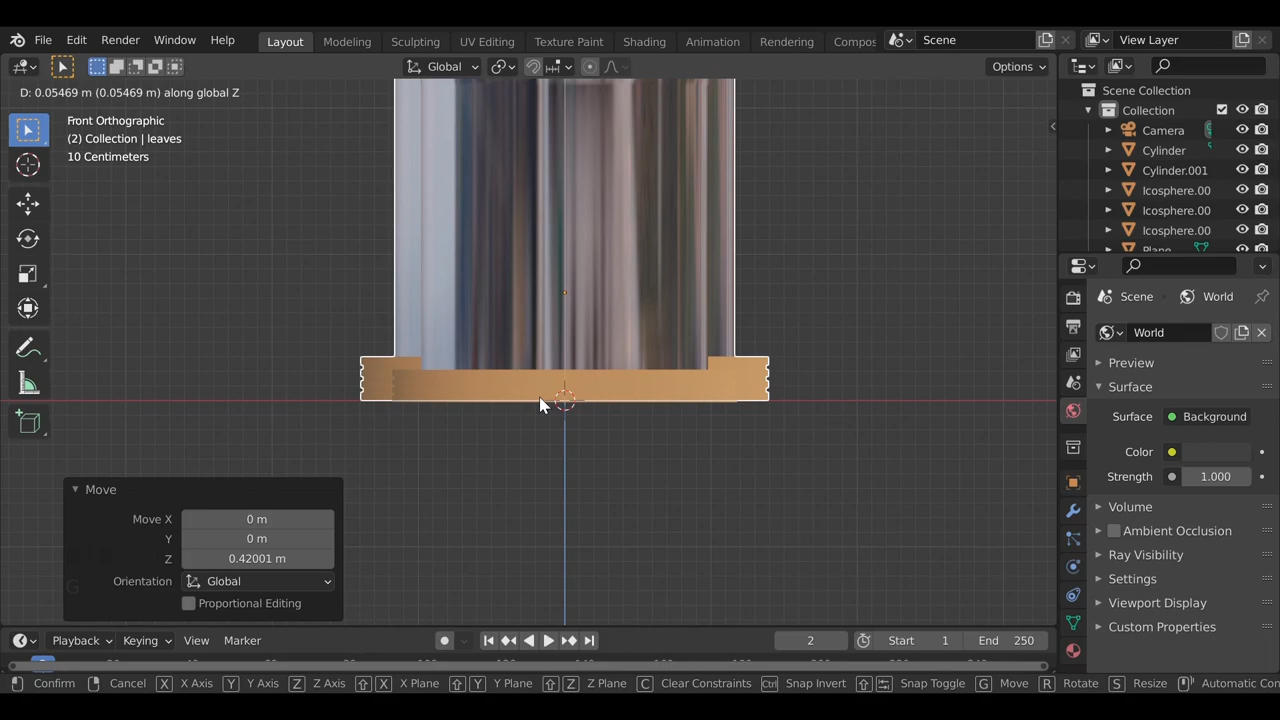 File Edit Render Window Help Layout Modeling Sculpting UV Editing Texture Paint Shading Animation Rendering Compos Scene View Layer
Global Options
D: 0.05469 m (0.05469 m) along global Z
Front Orthographic
(2) Collection | leaves
10 Centimeters
Scene Collection
Collection
Camera
Cylinder
Cylinder.001
Icosphere.00
Icosphere.00
Icosphere.00
Plane
Scene World
World
Preview
Surface
Surface Background
Color
Strength 1.000
Volume
Ambient Occlusion
Ray Visibility
Settings
Viewport Display
Custom Properties
Move
Move X 0 m
Y 0 m
Z 0.42001 m
Orientation Global
Proportional Editing
G
Playback Keying View Marker 2 Start 1 End 250
Confirm Cancel X X Axis Y Y Axis Z Z Axis X X Plane Y Y Plane Z Z Plane C Clear Constraints Ctrl Snap Invert Snap Toggle G Move R Rotate S Resize Automatic Con